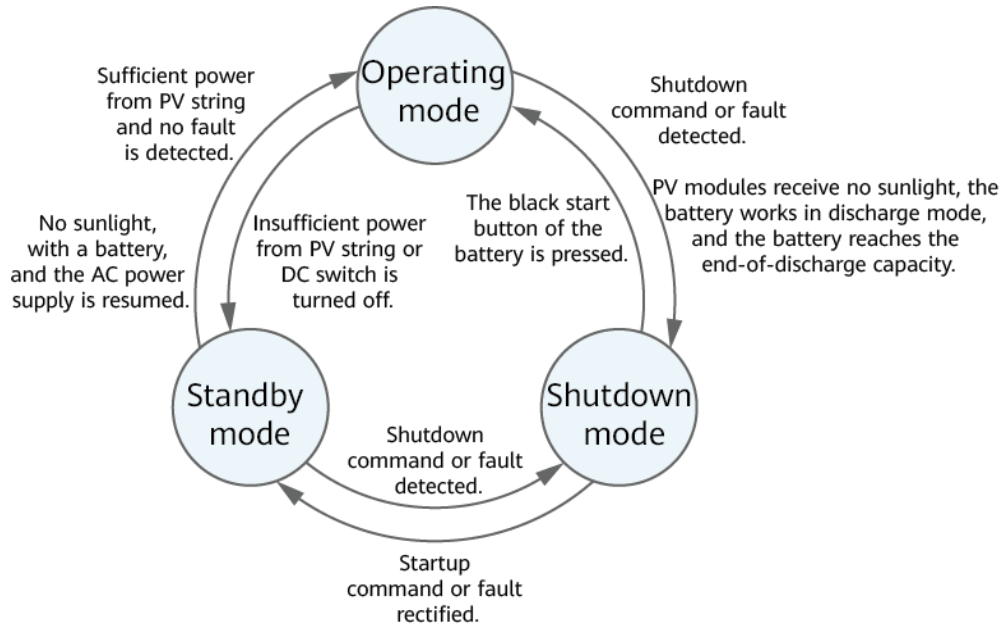 Operating
mode
Sufficient power
from PV string
and no fault
is detected.
Shutdown
command or fault
detected.
PV modules receive no sunlight, the
battery works in discharge mode,
and the battery reaches the
end-of-discharge capacity.
The black start
button of the
battery is pressed.
No sunlight,
with a battery,
and the AC power
supply is resumed.
Insufficient power
from PV string or
DC switch is
turned off.
Standby
mode
Shutdown
mode
Shutdown
command or fault
detected.
Startup
command or fault
rectified.